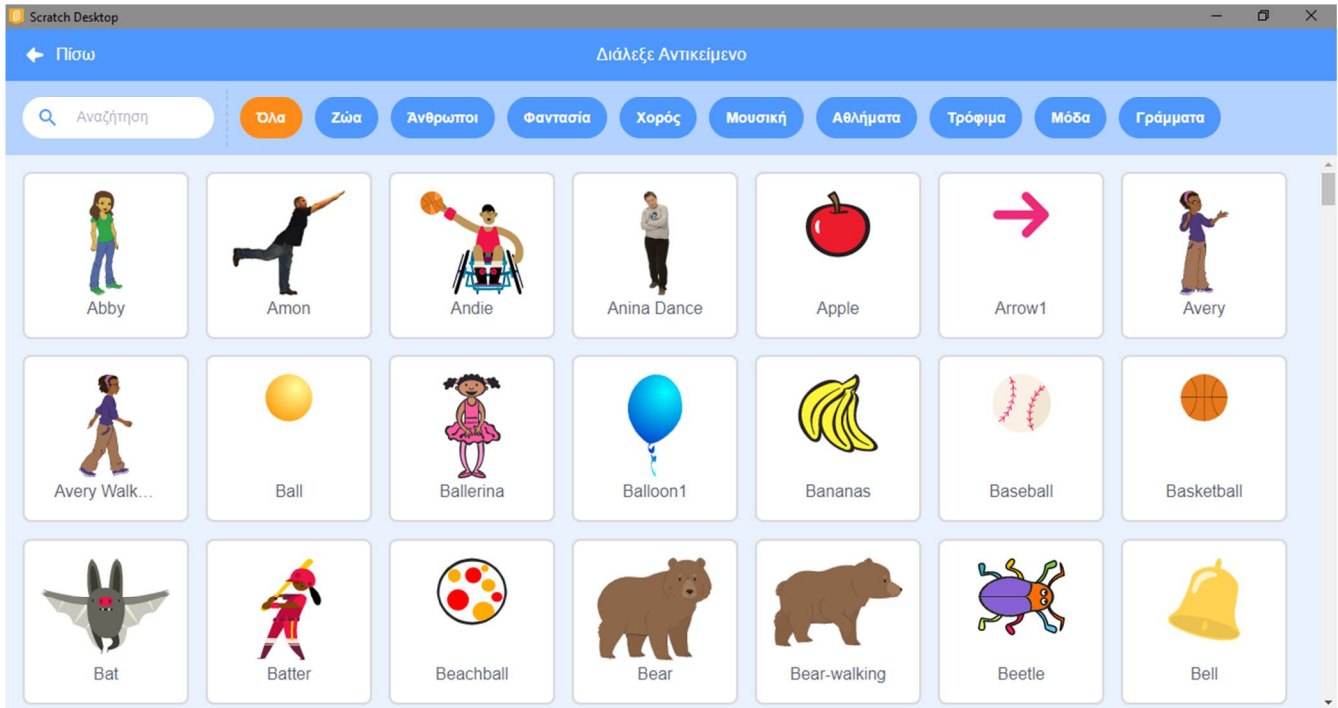 Scratch Desktop
Πίσω
Διάλεξε Αντικείμενο
Αναζήτηση
Όλα Ζώα Άνθρωποι Φαντασία Χορός Μουσική Αθλήματα Τρόφιμα Μόδα Γράμματα
Abby Amon Andie Anina Dance Apple Arrow1 Avery
Avery Walk... Ball Ballerina Balloon1 Bananas Baseball Basketball
Bat Batter Beachball Bear Bear-walking Beetle Bell